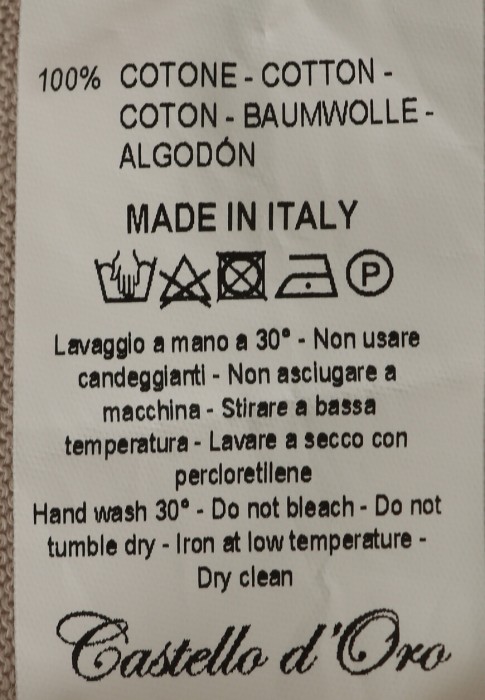 100% COTONE - COTTON -
COTON - BAUMWOLLE -
ALGODÓN
MADE IN ITALY
P
Lavaggio a mano a 30° - Non usare
candeggianti - Non asciugare a
macchina - Stirare a bassa
temperatura - Lavare a secco con
percloretilene
Hand wash 30° - Do not bleach - Do not
tumble dry - Iron at low temperature -
Dry clean
Castello d'Oro